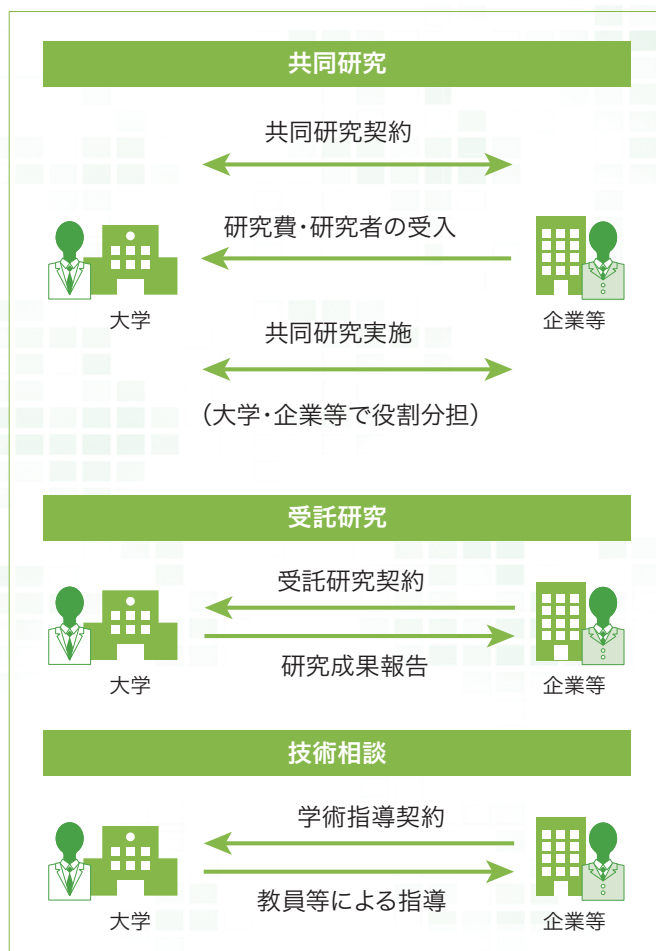 共同研究
共同研究契約
研究費・研究者の受入
大学
企業等
共同研究実施
（大学・企業等で役割分担）
受託研究
受託研究契約
研究成果報告
大学
企業等
技術相談
学術指導契約
教員等による指導
大学
企業等